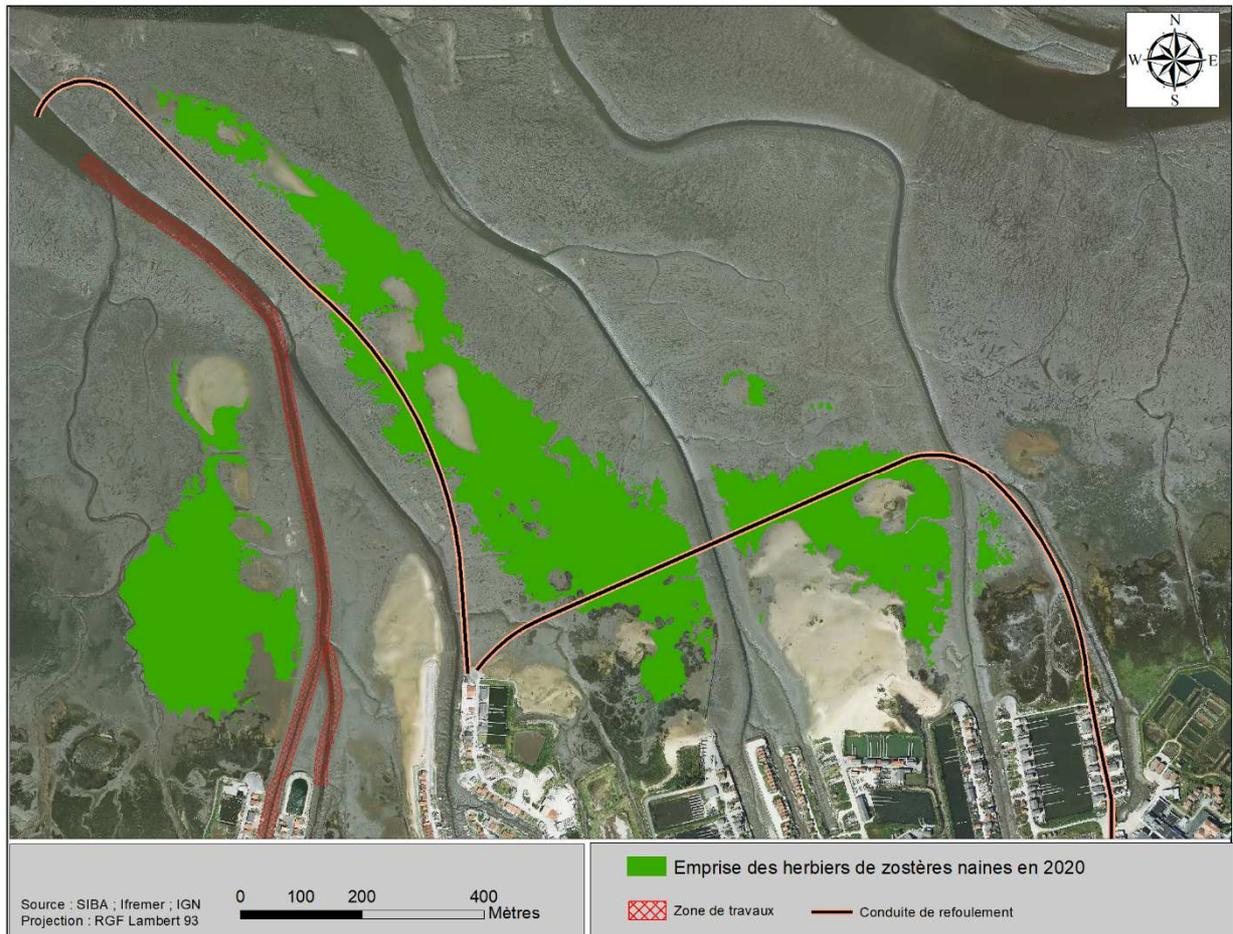 N
W E
S
Source : SIBA ; Ifremer ; IGN
Projection : RGF Lambert 93
0 100 200 400
Mètres
Emprise des herbiers de zostères naines en 2020
Zone de travaux
Conduite de refoulement